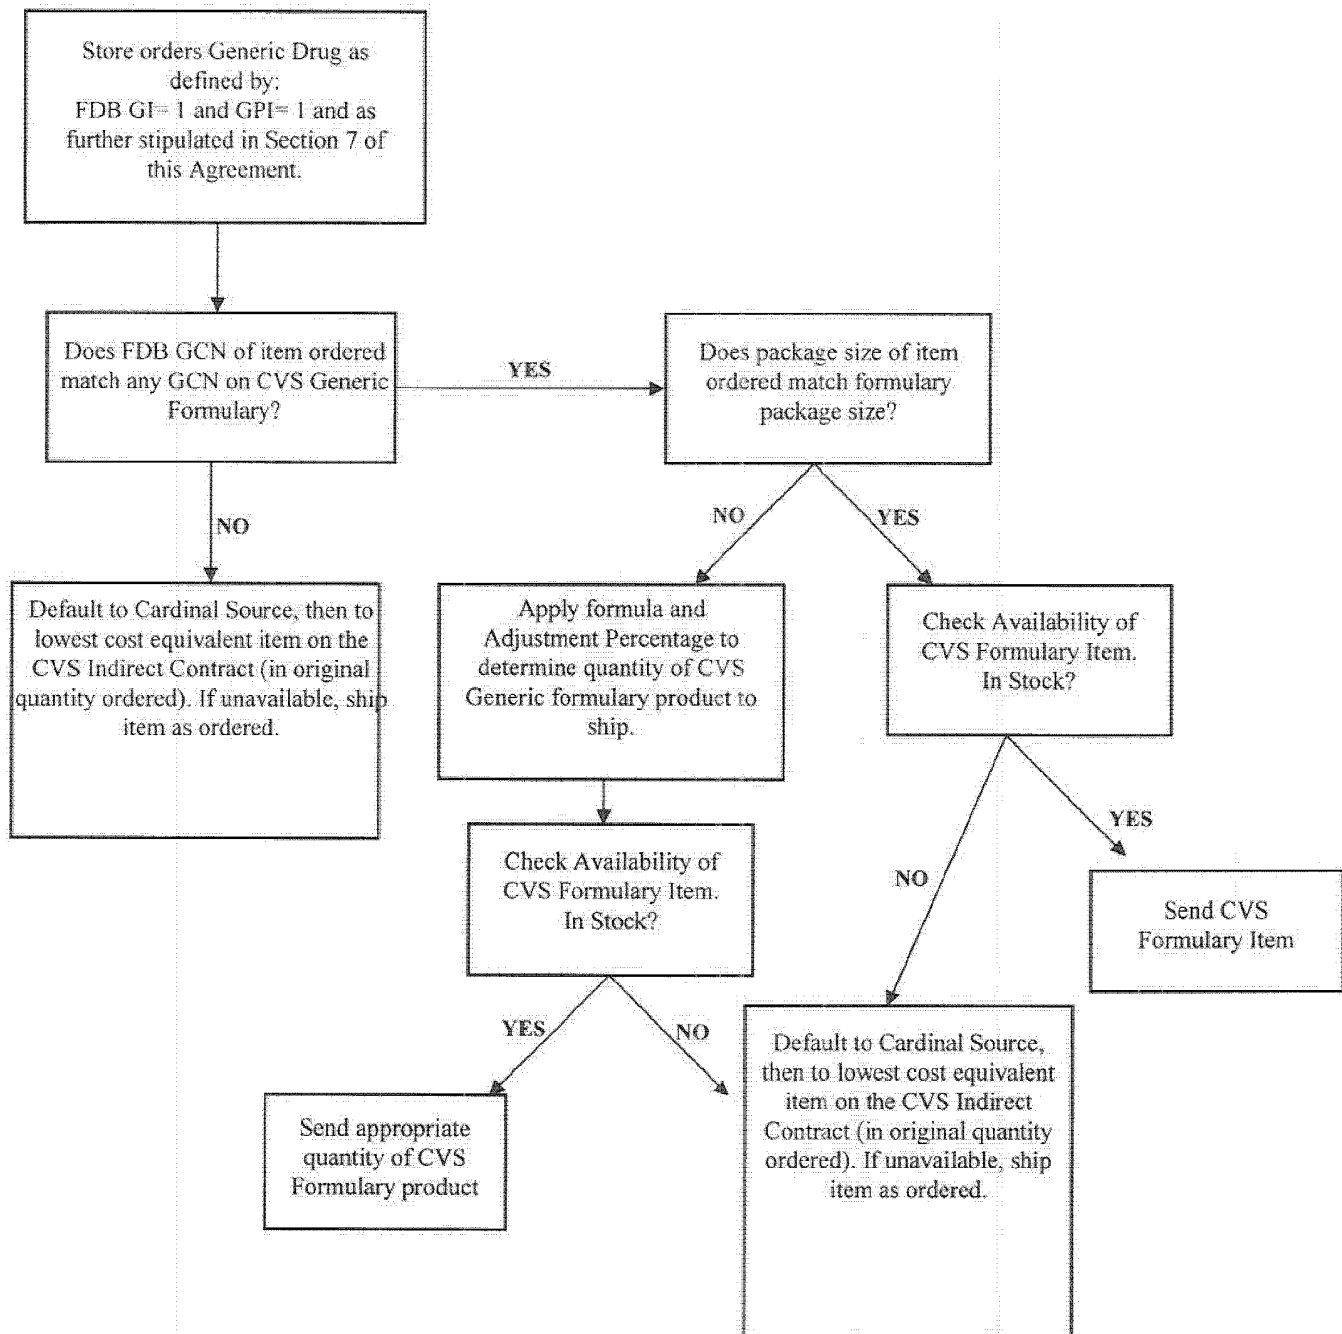 Store orders Generic Drug as
defined by:
FDB GI= 1 and GPI= 1 and as
further stipulated in Section 7 of
this Agreement.
Does FDB GCN of item ordered
match any GCN on CVS Generic
Formulary?
YES
Does package size of item
ordered match formulary
package size?
NO
NO
YES
Default to Cardinal Source, then to
lowest cost equivalent item on the
CVS Indirect Contract (in original
quantity ordered). If unavailable, ship
item as ordered.
Apply formula and
Adjustment Percentage to
determine quantity of CVS
Generic formulary product to
ship.
Check Availability of
CVS Formulary Item.
In Stock?
Check Availability of
CVS Formulary Item.
In Stock?
NO
YES
Send CVS
Formulary Item
YES
NO
Send appropriate
quantity of CVS
Formulary product
Default to Cardinal Source,
then to lowest cost equivalent
item on the CVS Indirect
Contract (in original quantity
ordered). If unavailable, ship
item as ordered.